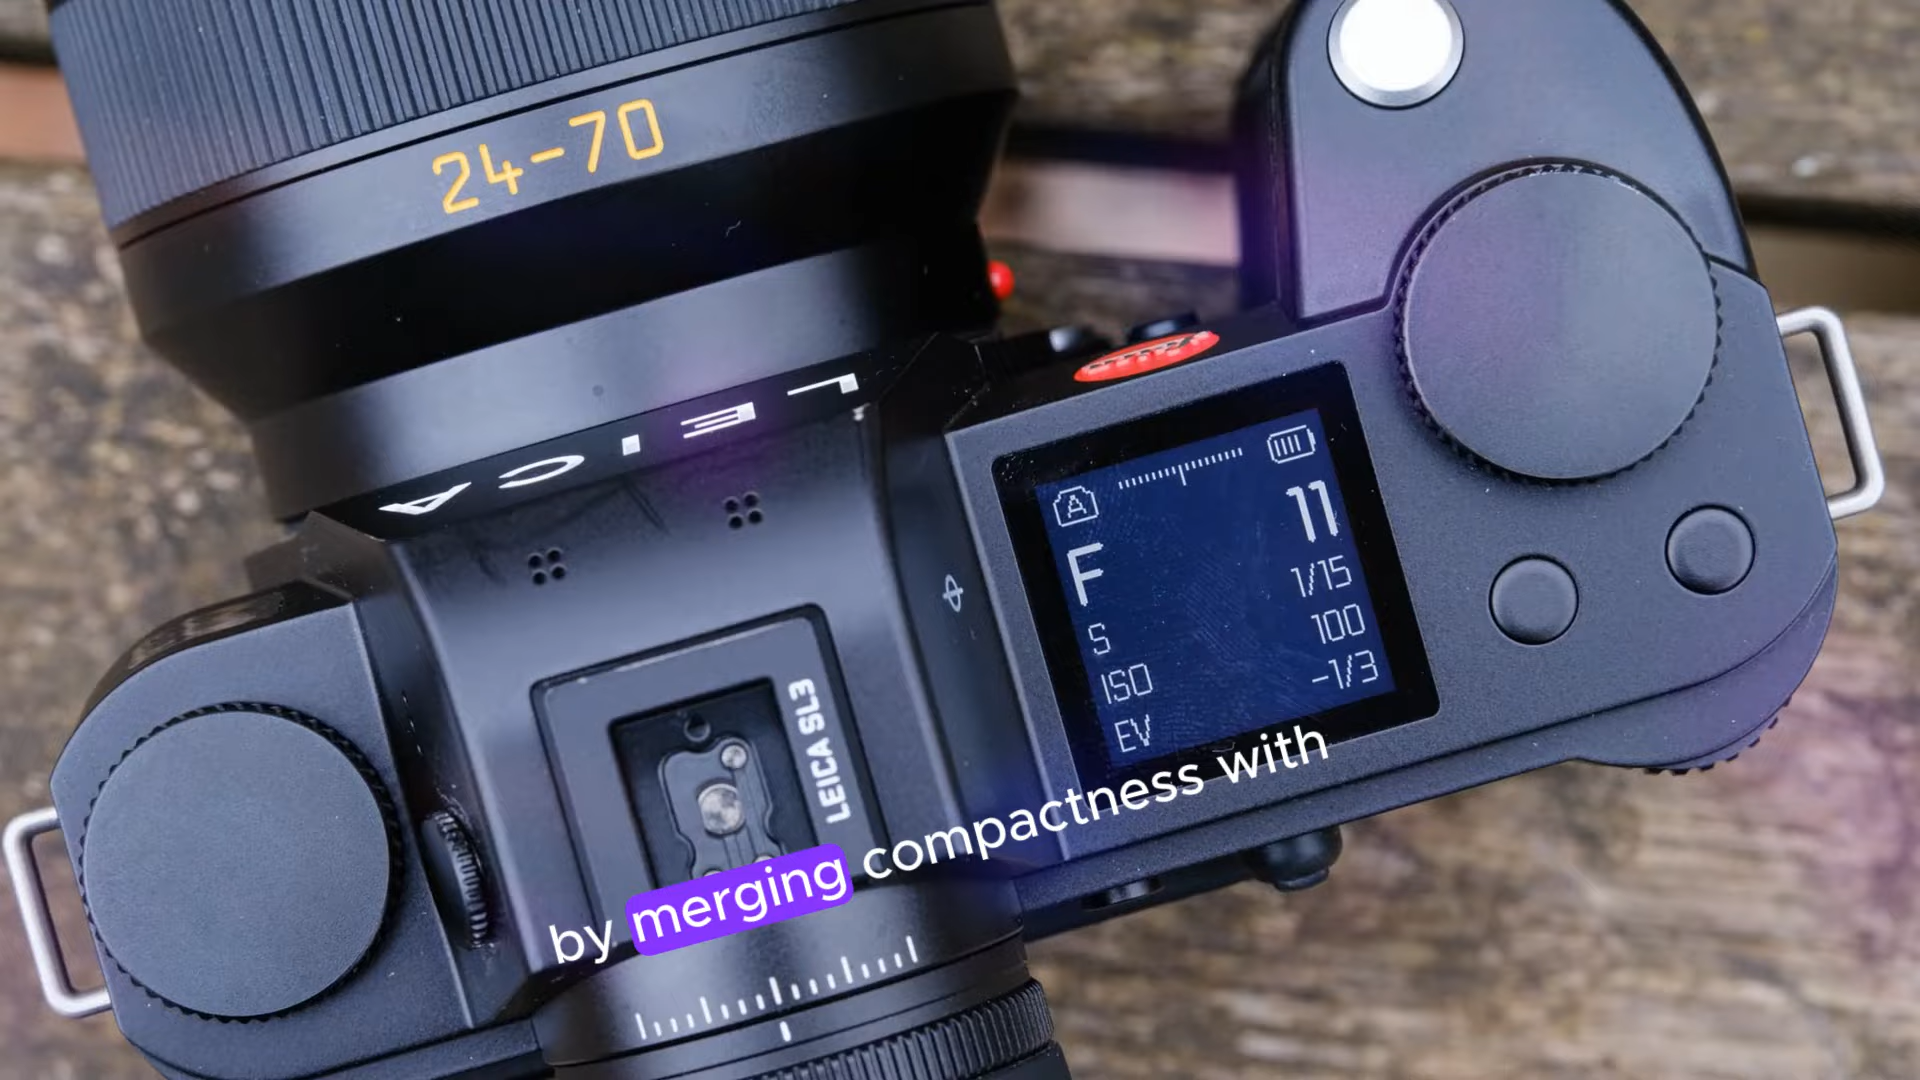 24-70
LEICA
A
11
F
1/15
S
100
ISO
-1/3
EV
LEICA SL3
by merging compactness with